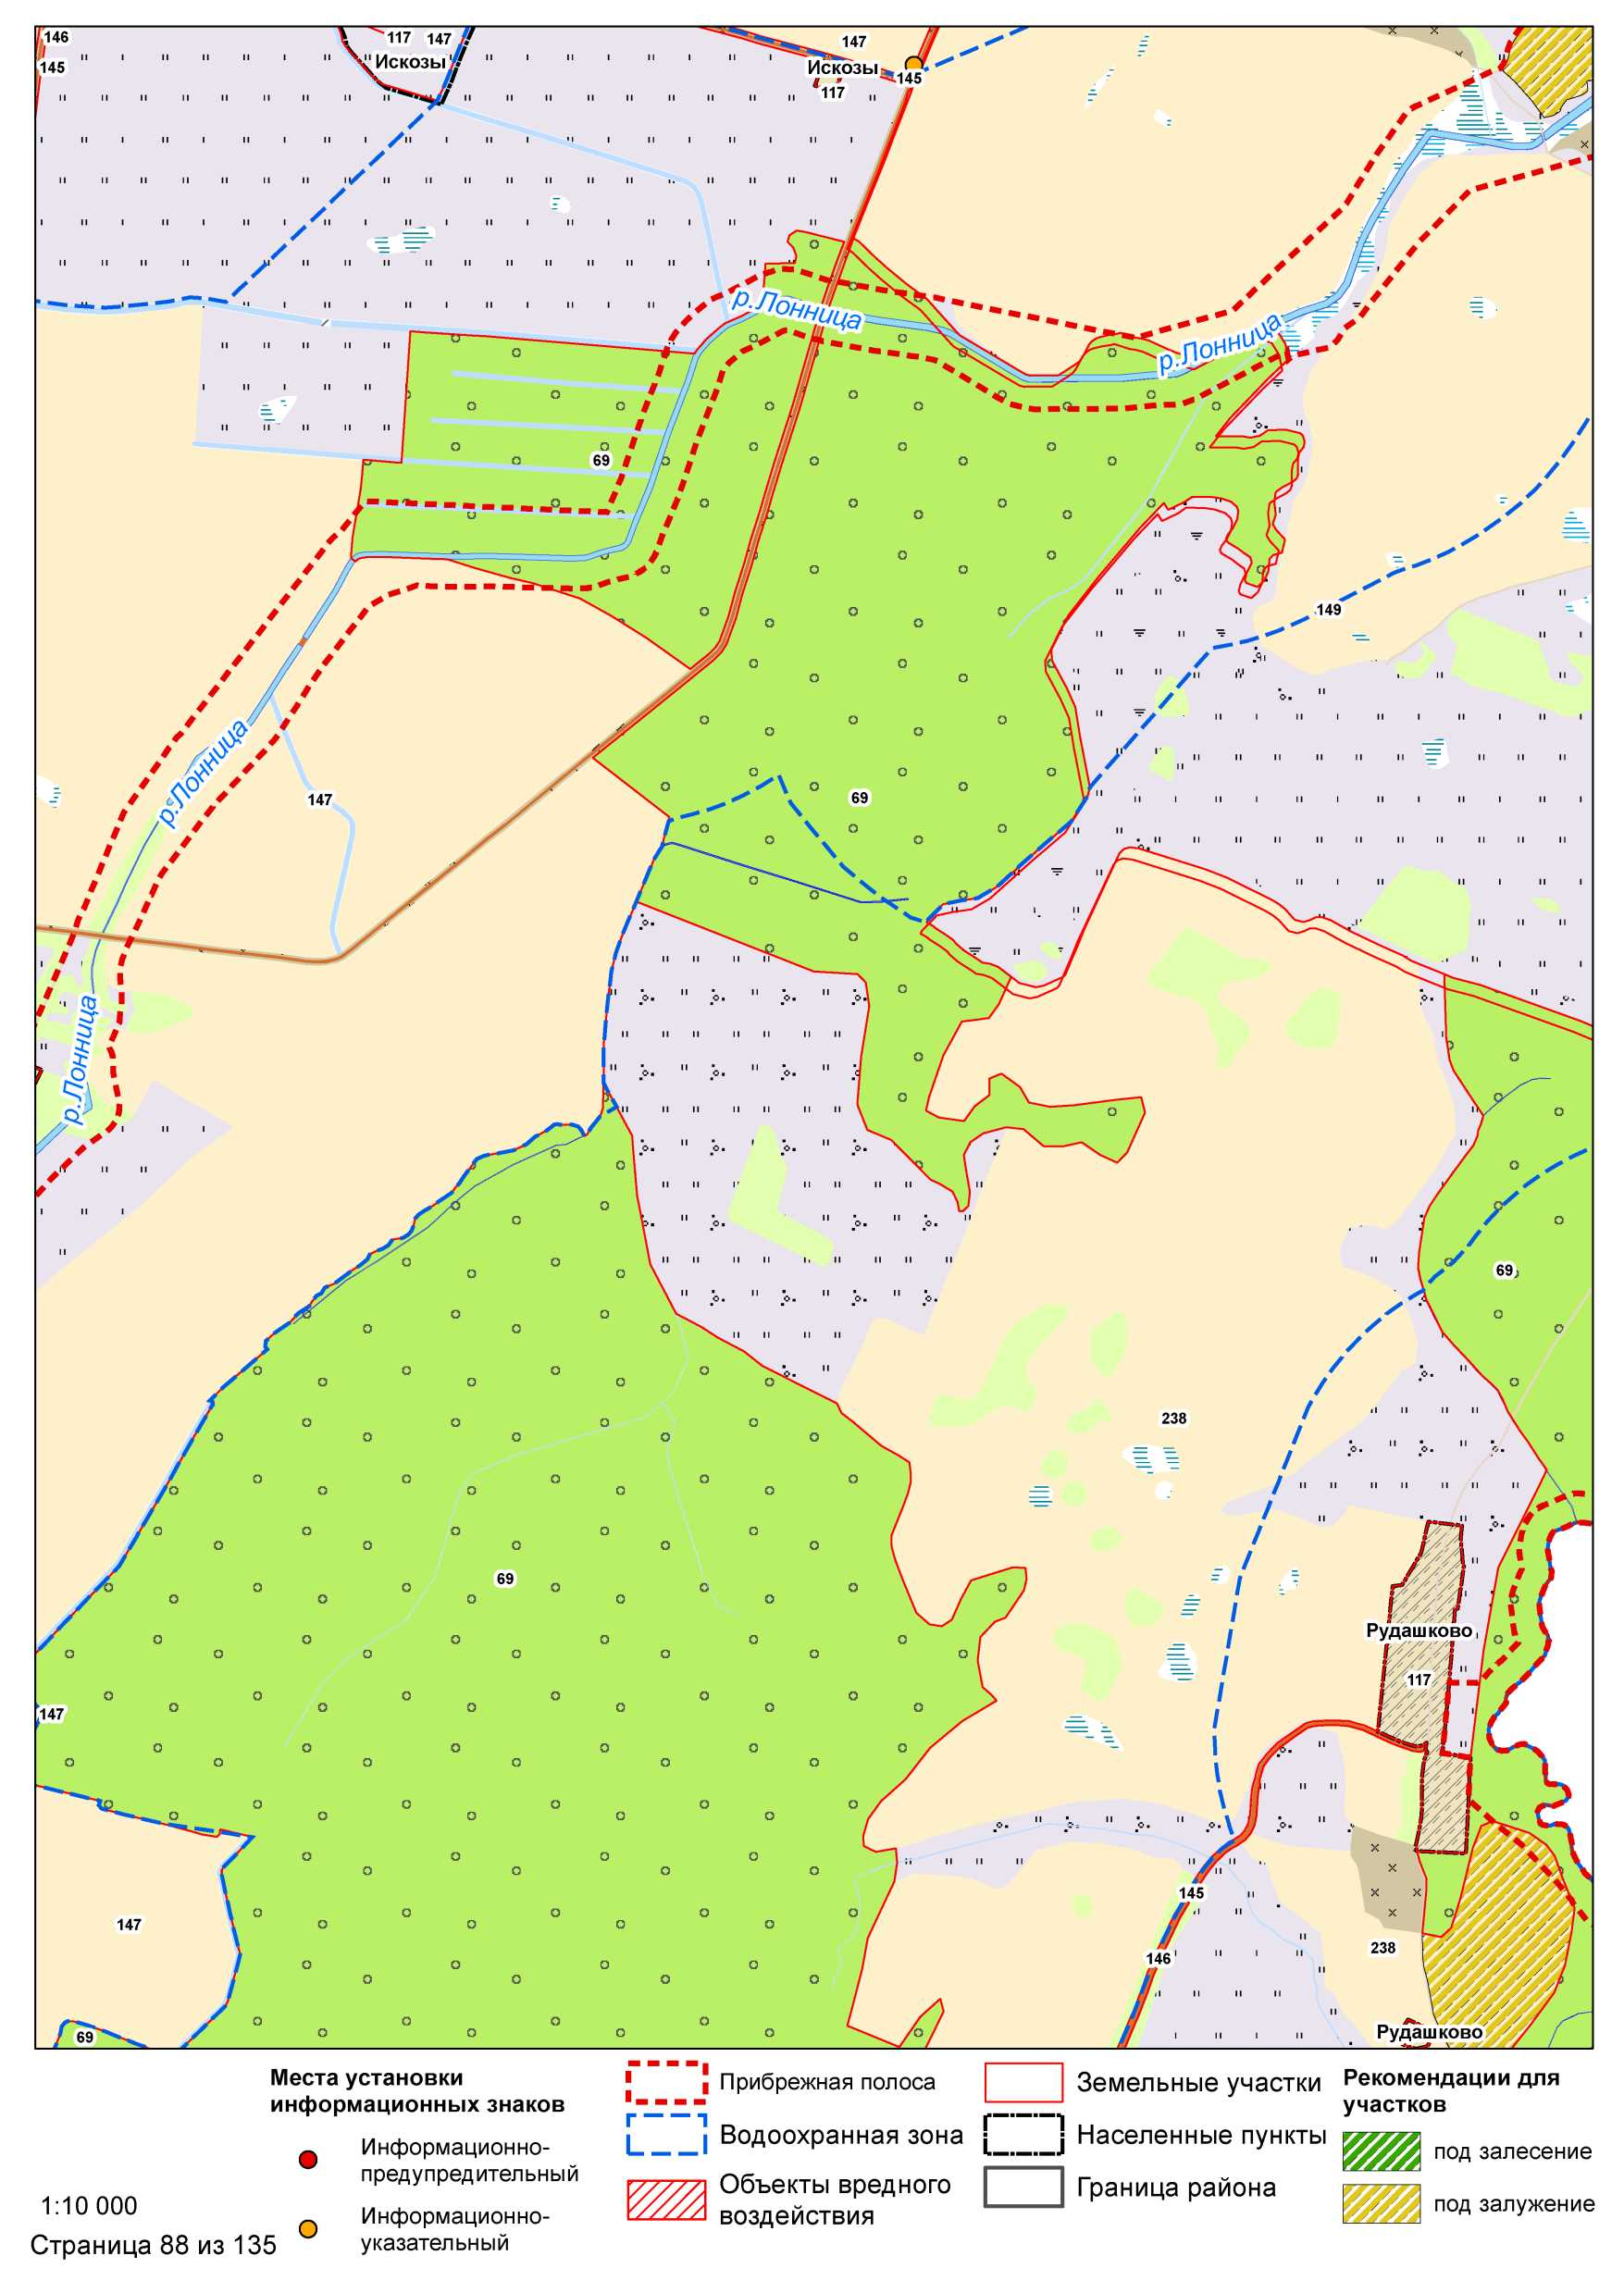 146
117
147
147
Искозы
Искозы
145
145
117
р.Лонница
р.Лонница
69
149
р.Лонница
147
69
р.Лонница
69
238
69
Рудашково
117
147
145
147
238
146
Рудашково
69
Места установки
информационных знаков
Информационно-
предупредительный
Информационно-
указательный
Прибрежная полоса
Водоохранная зона
Объекты вредного
воздействия
Земельные участки
Населенные пункты
Граница района
Рекомендации для
участков
под залесение
под залужение
1:10 000
Страница 88 из 135